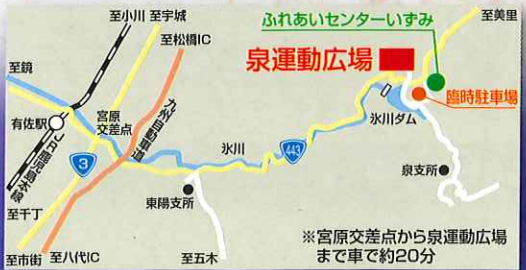 至小川
至宇城
至松橋IC
ふれあいセンターいずみ
至美里
泉運動広場
至鏡
臨時駐車場
有佐駅
宮原
交差点
九州自動車道
氷川
443
氷川ダム
JR鹿児島本線
3
泉支所
東陽支所
至千丁
至市街
至八代IC
至五木
※宮原交差点から泉運動広場
まで車で約20分